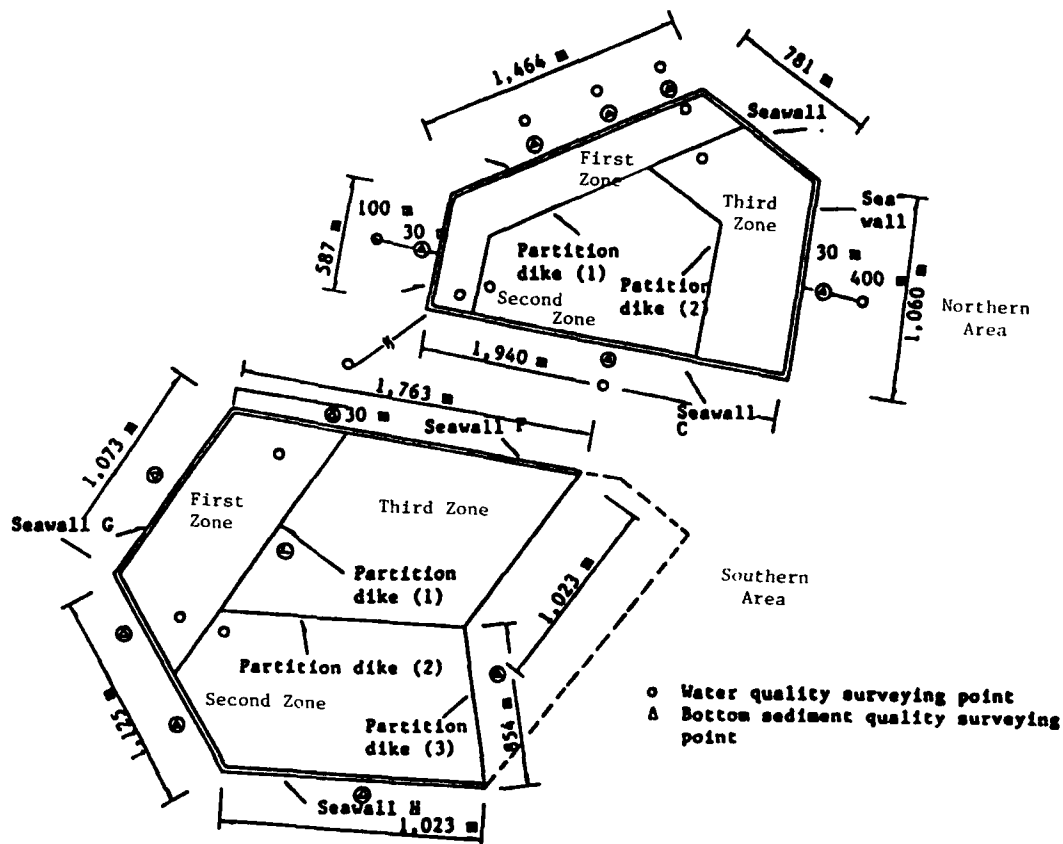 1,464 m
781 m
Seawall
First
Zone
Third
Zone
Sea
wall
100 m
30 m
587 m
Partition
dike (1)
Patition
dike (2)
30 m
400 m
1,060 m
Second
Zone
Northern
Area
1,940 m
Seawall
C
1,763 m
30 m
Seawall F
1,073 m
First
Zone
Third Zone
Seawall G
Partition
dike (1)
1,023 m
Southern
Area
Partition dike (2)
Second Zone
Partition
dike (3)
854 m
1,125 m
Seawall H
1,023 m
o Water quality surveying point
Δ Bottom sediment quality surveying
point